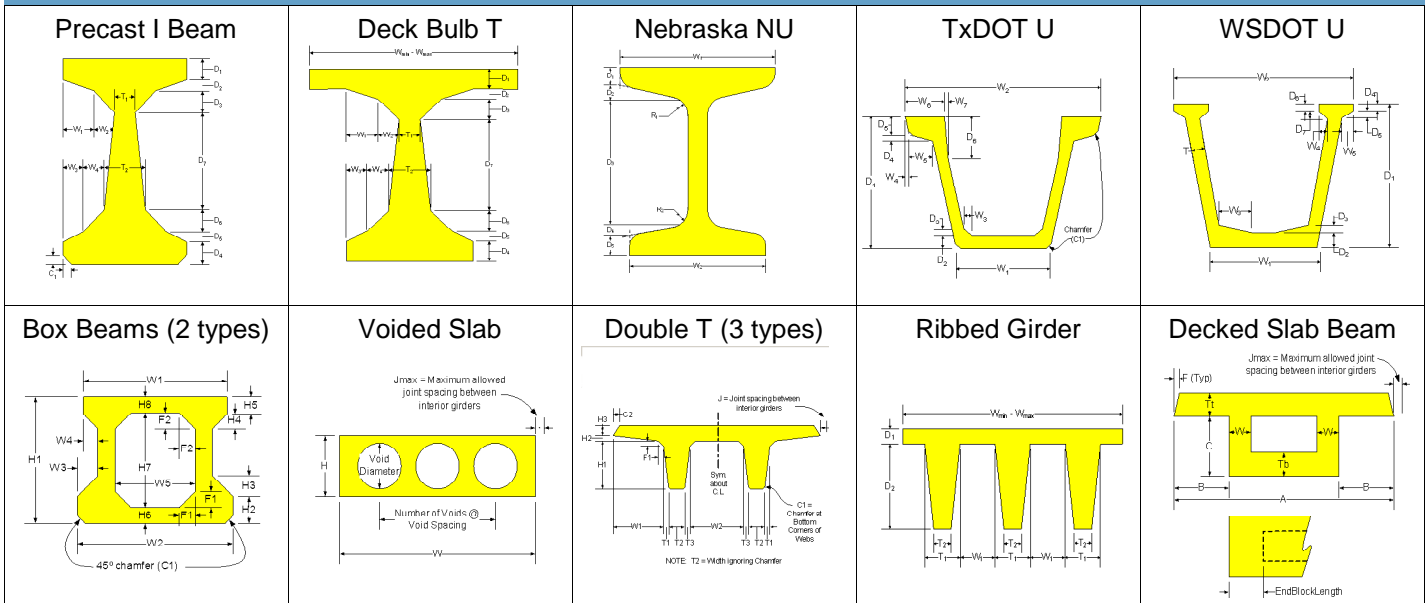 Precast I Beam
D1
D2
T1
D3
W1
W2
D7
W3
W4
T2
D6
D5
D4
C1
Deck Bulb T
Wmin - Wmax
D1
D2
D3
W1
W2
T1
D7
W3
W4
T2
D6
D5
D4
Nebraska NU
W1
D1
D2
R1
D3
R2
D4
D5
W2
TxDOT U
W2
W6
W7
D5
D6
D4
W5
D1
W4
W3
D3
D2
Chamfer
(C1)
W1
WSDOT U
W2
D4
D6
D7
D5
W4
W5
T
D1
W3
D3
D2
W1
Box Beams (2 types)
W1
H8
H5
F2
H4
W4
F2
H1
H7
W3
W5
H3
F1
H2
H6
F1
W2
45º chamfer (C1)
Voided Slab
Jmax = Maximum allowed
joint spacing between
interior girders
H
Void
Diameter
Number of Voids @
Void Spacing
W
Double T (3 types)
J = Joint spacing between
interior girders
H3
C2
H2
F1
H1
Sym.
about
C.L.
C1 =
Chamfer at
Bottom
Corners of
Webs
W1
W2
T1
T2
T3
T3
T2
T1
NOTE: T2 = Width ignoring Chamfer
Ribbed Girder
Wmin - Wmax
D1
D2
T2
T2
T2
T1
W1
T1
W1
T1
Decked Slab Beam
Jmax = Maximum allowed joint
spacing between interior girders
F (Typ)
Tt
C
W
W
Tb
B
B
A
EndBlockLength